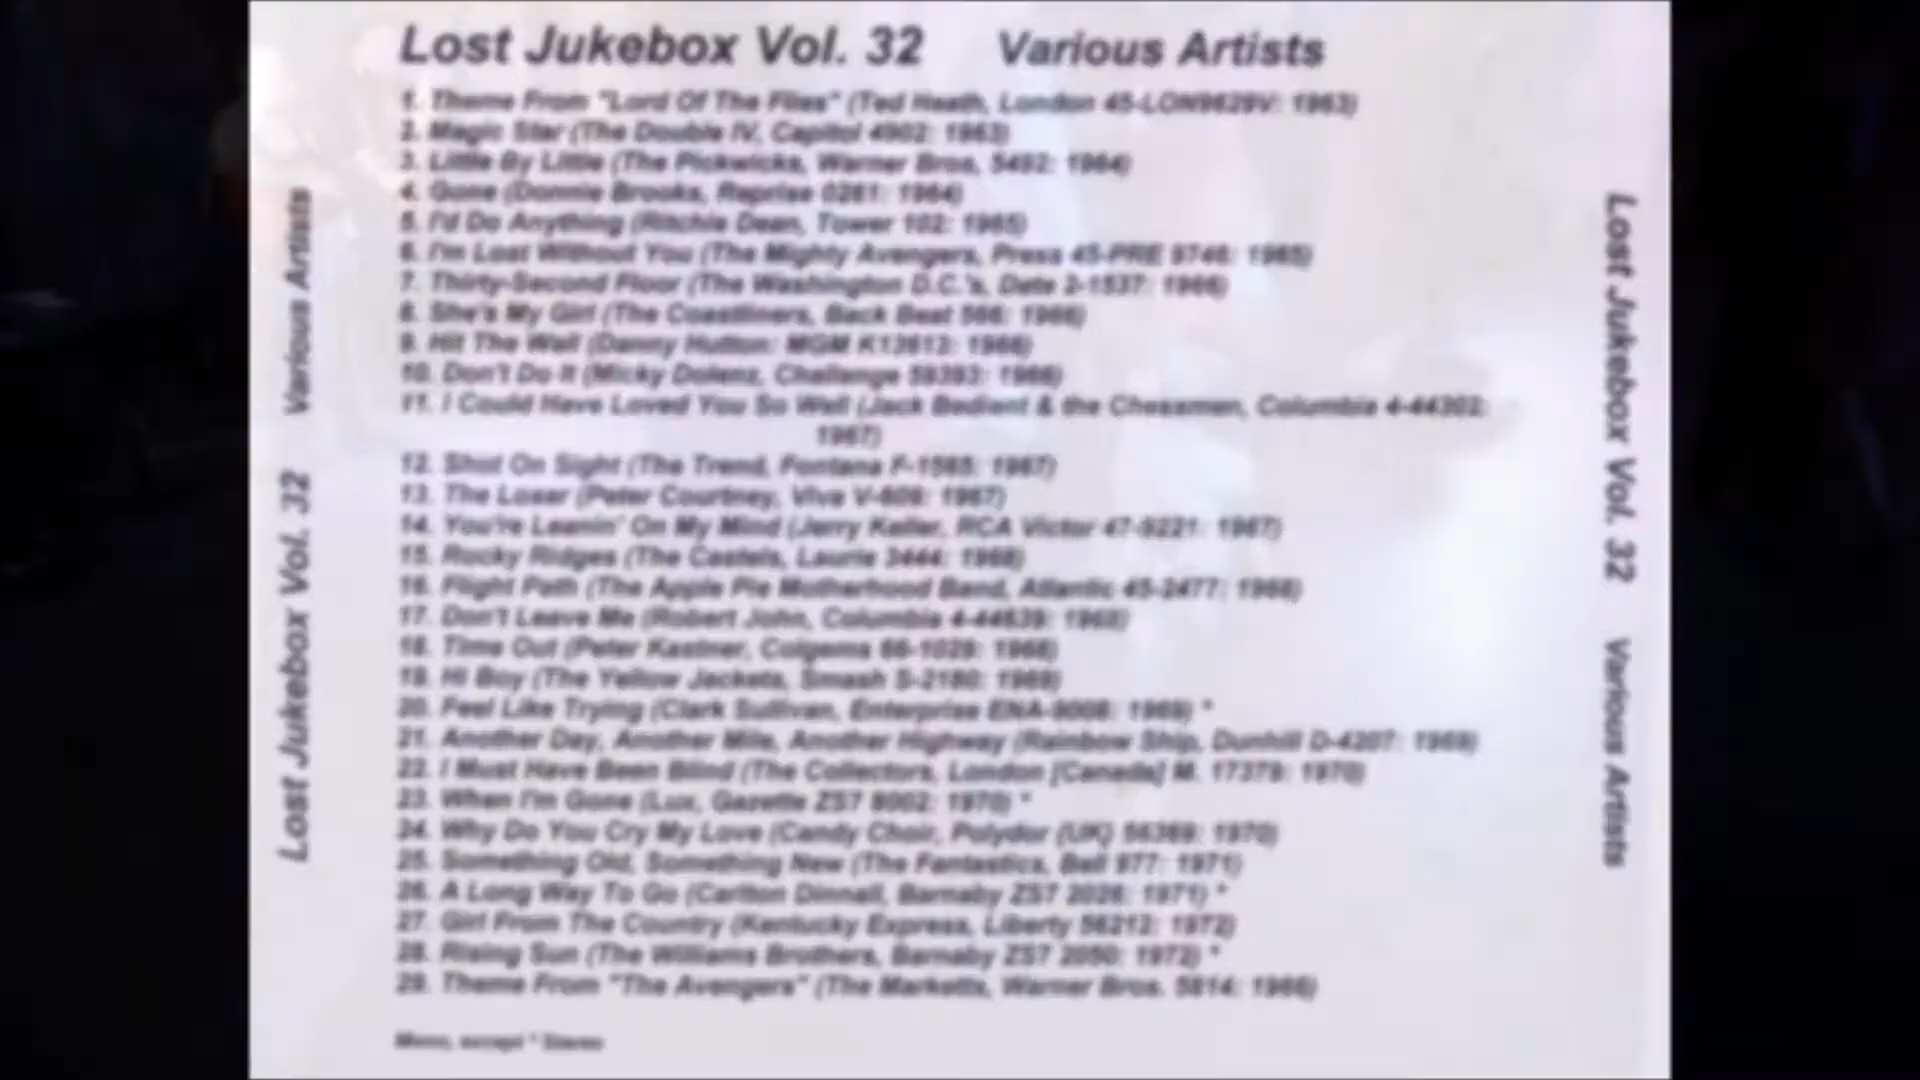 Lost Jukebox Vol. 32 Various Artists
1. Theme From "Lord Of The Flies" (Ted Heath, London 45-LON9629V: 1963)
2. Magic Star (The Double IV, Capitol 4902: 1963)
3. Little By Little (The Pickwicks, Warner Bros. 5492: 1964)
4. Gone (Donnie Brooks, Reprise 0261: 1964)
5. I'd Do Anything (Ritchie Dean, Tower 102: 1965)
6. I'm Lost Without You (The Mighty Avengers, Press 45-PRE 9746: 1965)
7. Thirty-Second Floor (The Washington D.C.'s, Date 2-1537: 1966)
8. She's My Girl (The Coastliners, Back Beat 566: 1966)
9. Hit The Wall (Danny Hutton: MGM K13613: 1966)
10. Don't Do It (Micky Dolenz, Challenge 59393: 1966)
11. I Could Have Loved You So Well (Jack Bedient & the Chessmen, Columbia 4-44302:
1967)
12. Shot On Sight (The Trend, Fontana F-1585: 1967)
13. The Loser (Peter Courtney, Viva V-609: 1967)
14. You're Leanin' On My Mind (Jerry Keller, RCA Victor 47-9221: 1967)
15. Rocky Ridges (The Castels, Laurie 3444: 1968)
16. Flight Path (The Apple Pie Motherhood Band, Atlantic 45-2477: 1968)
17. Don't Leave Me (Robert John, Columbia 4-44639: 1968)
18. Time Out (Peter Kastner, Colgems 66-1028: 1968)
19. Hi Boy (The Yellow Jackets, Smash S-2180: 1968)
20. Feel Like Trying (Clark Sullivan, Enterprise ENA-9006: 1969) *
21. Another Day, Another Mile, Another Highway (Rainbow Ship, Dunhill D-4207: 1969)
22. I Must Have Been Blind (The Collectors, London [Canada] M. 17379: 1970)
23. When I'm Gone (Lux, Gazette ZS7 9002: 1970) *
24. Why Do You Cry My Love (Candy Choir, Polydor (UK) 56369: 1970)
25. Something Old, Something New (The Fantastics, Bell 977: 1971)
26. A Long Way To Go (Carlton Dinnall, Barnaby ZS7 2026: 1971) *
27. Girl From The Country (Kentucky Express, Liberty 56212: 1972)
28. Rising Sun (The Williams Brothers, Barnaby ZS7 2050: 1972) *
29. Theme From "The Avengers" (The Marketts, Warner Bros. 5814: 1966)
Mono, except * Stereo
Lost Jukebox Vol. 32 Various Artists
Lost Jukebox Vol. 32 Various Artists